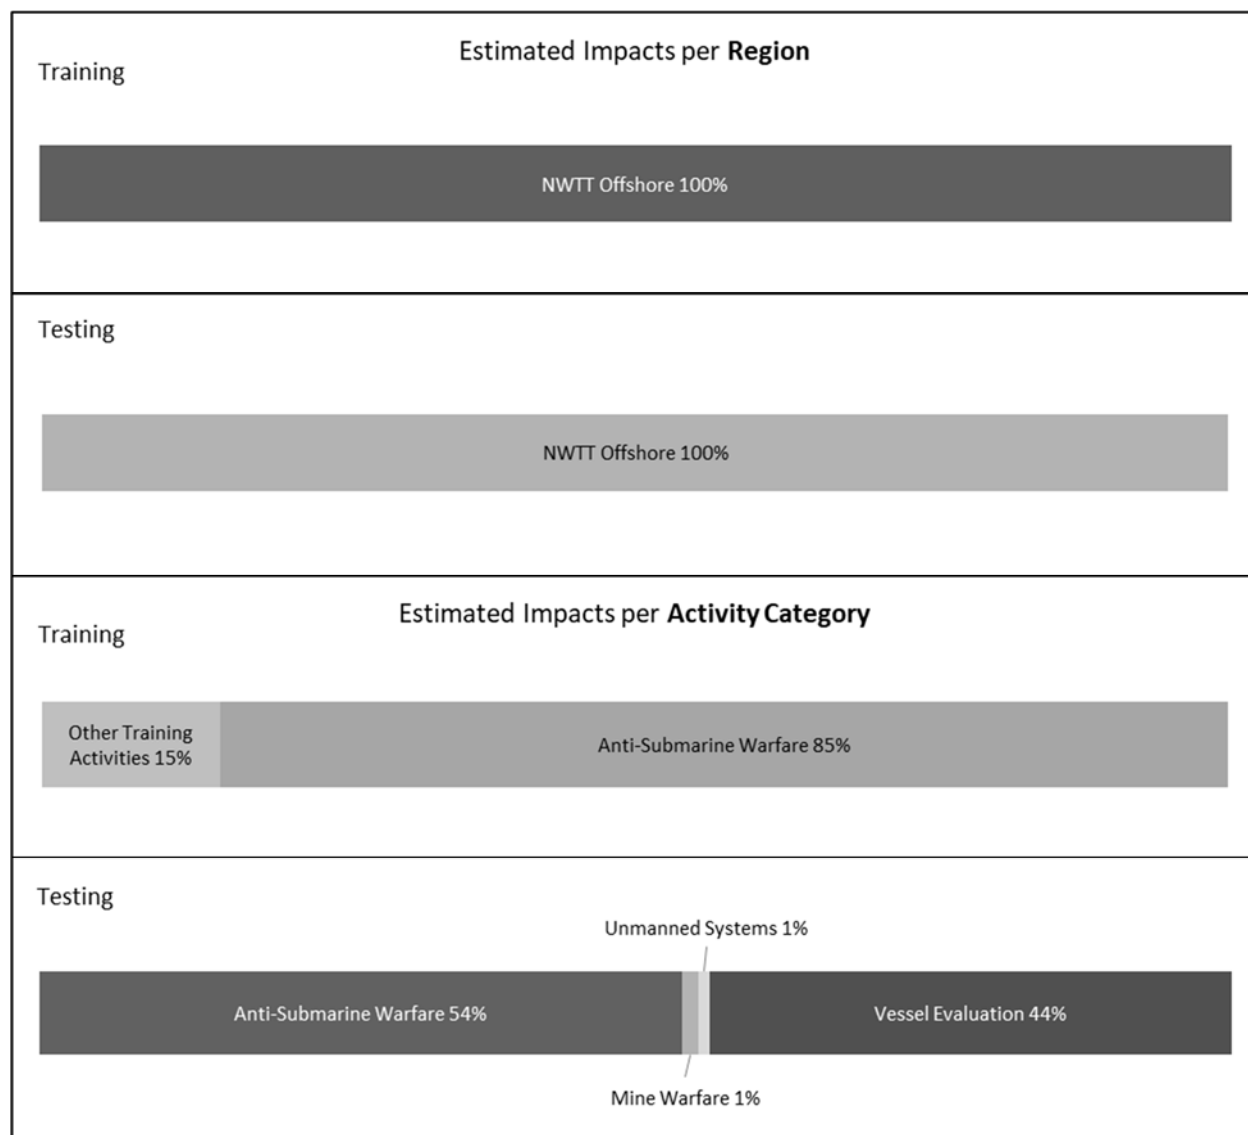 Estimated Impacts per Region
Training
NWTT Offshore 100%
Testing
NWTT Offshore 100%
Estimated Impacts per Activity Category
Training
Other Training
Activities 15%
Anti-Submarine Warfare 85%
Testing
Unmanned Systems 1%
Anti-Submarine Warfare 54%
Vessel Evaluation 44%
Mine Warfare 1%